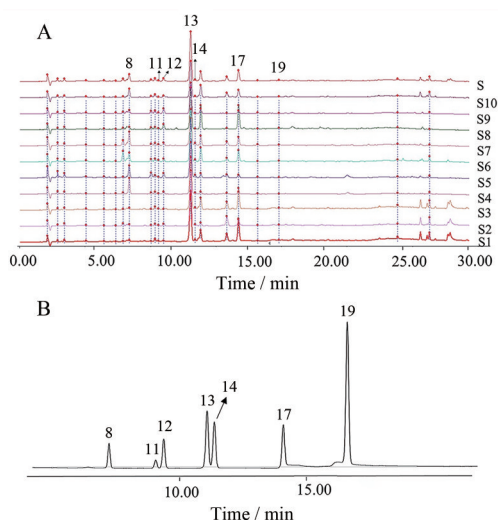 A
13
14
8
11
12
17
19
S
S10
S9
S8
S7
S6
S5
S4
S3
S2
S1
0.00 5.00 10.00 15.00 20.00 25.00 30.00
Time / min
B
19
13
14
12
17
8
11
10.00 15.00
Time / min